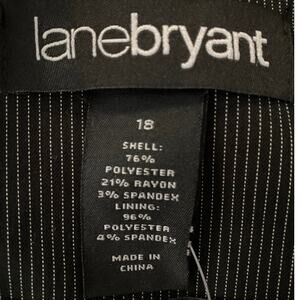 lanebryant
18
SHELL:
76%
POLYESTER
21% RAYON
3% SPANDEX
LINING:
96%
POLYESTER
4% SPANDEX
MADE IN
CHINA